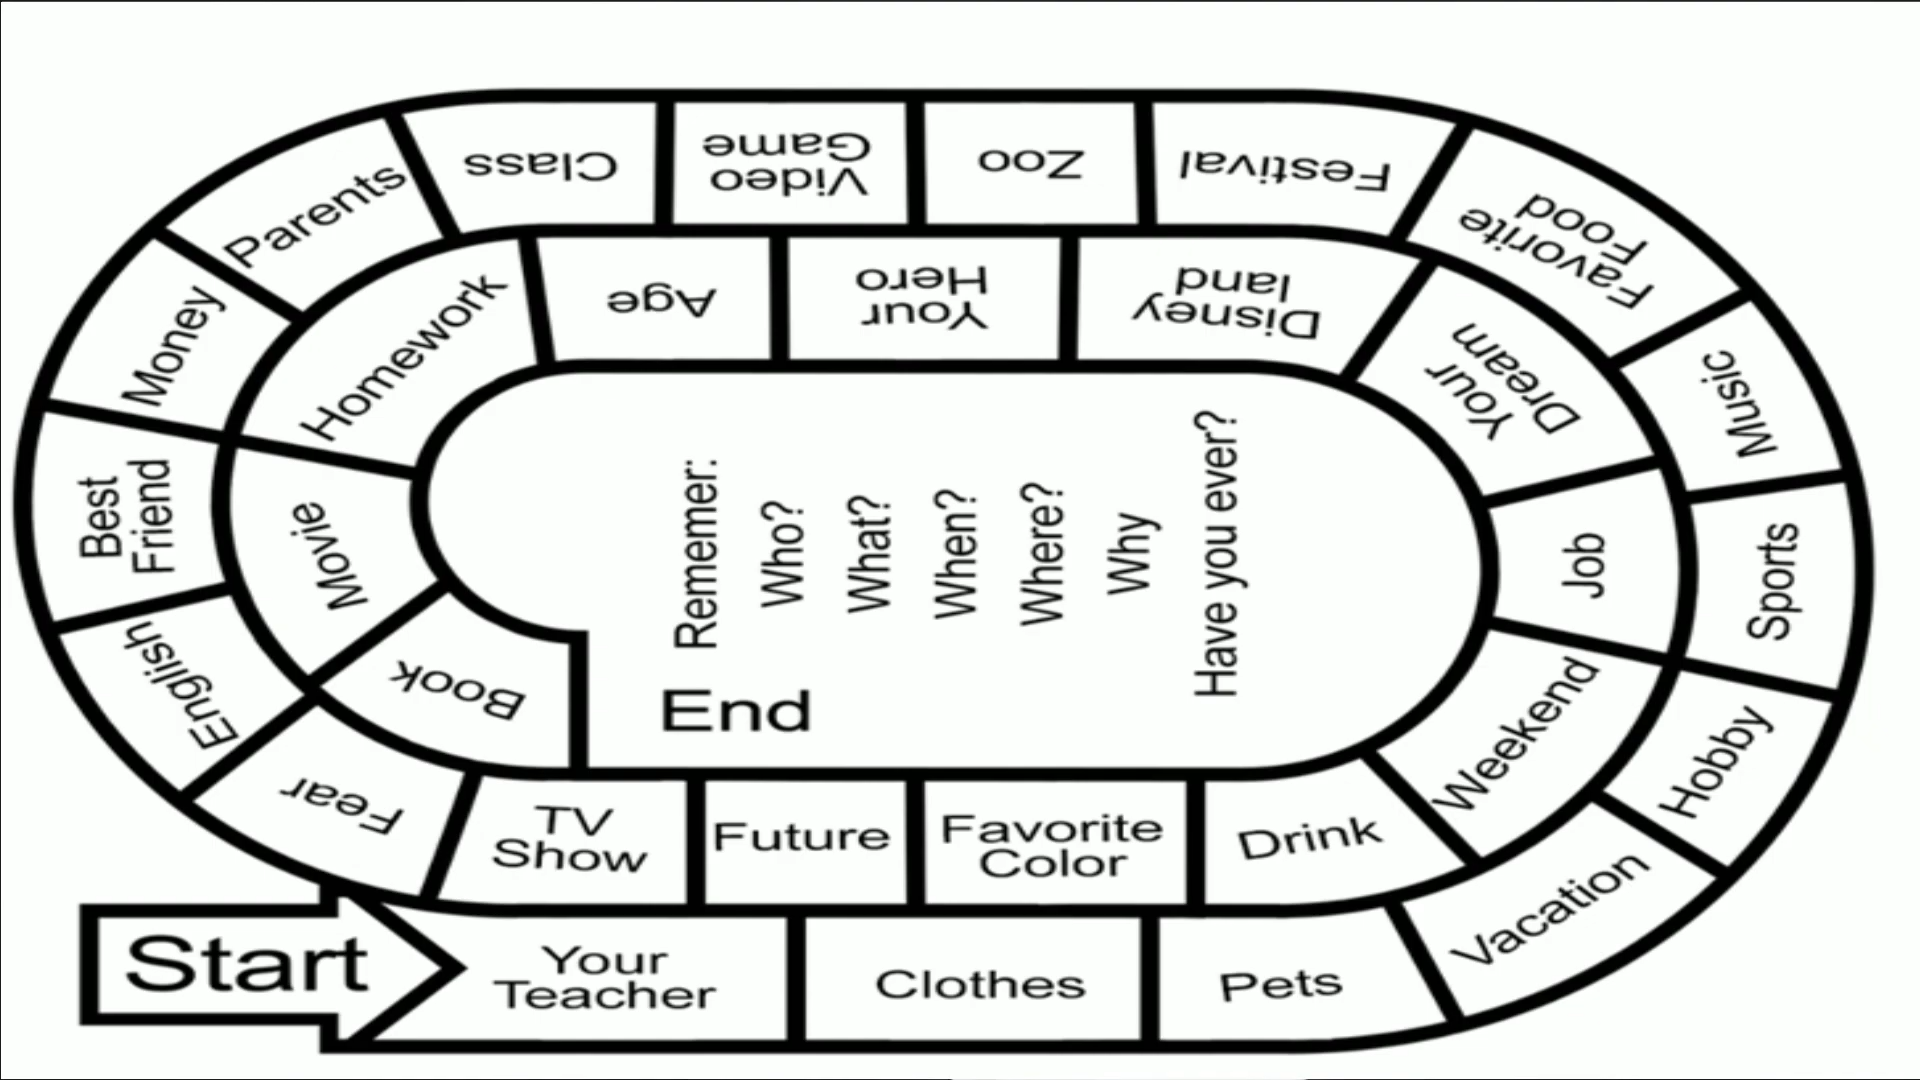 Start
Your
Teacher
Clothes
Pets
Vacation
Hobby
Sports
Music
Favorite
Food
Festival
Zoo
Video
Game
Class
Parents
Money
Best
Friend
English
Fear
TV
Show
Future
Favorite
Color
Drink
Weekend
Job
Your
Dream
Disney
land
Your
Hero
Age
Homework
Movie
Book
End
Rememer:
Who?
What?
When?
Where?
Why
Have you ever?